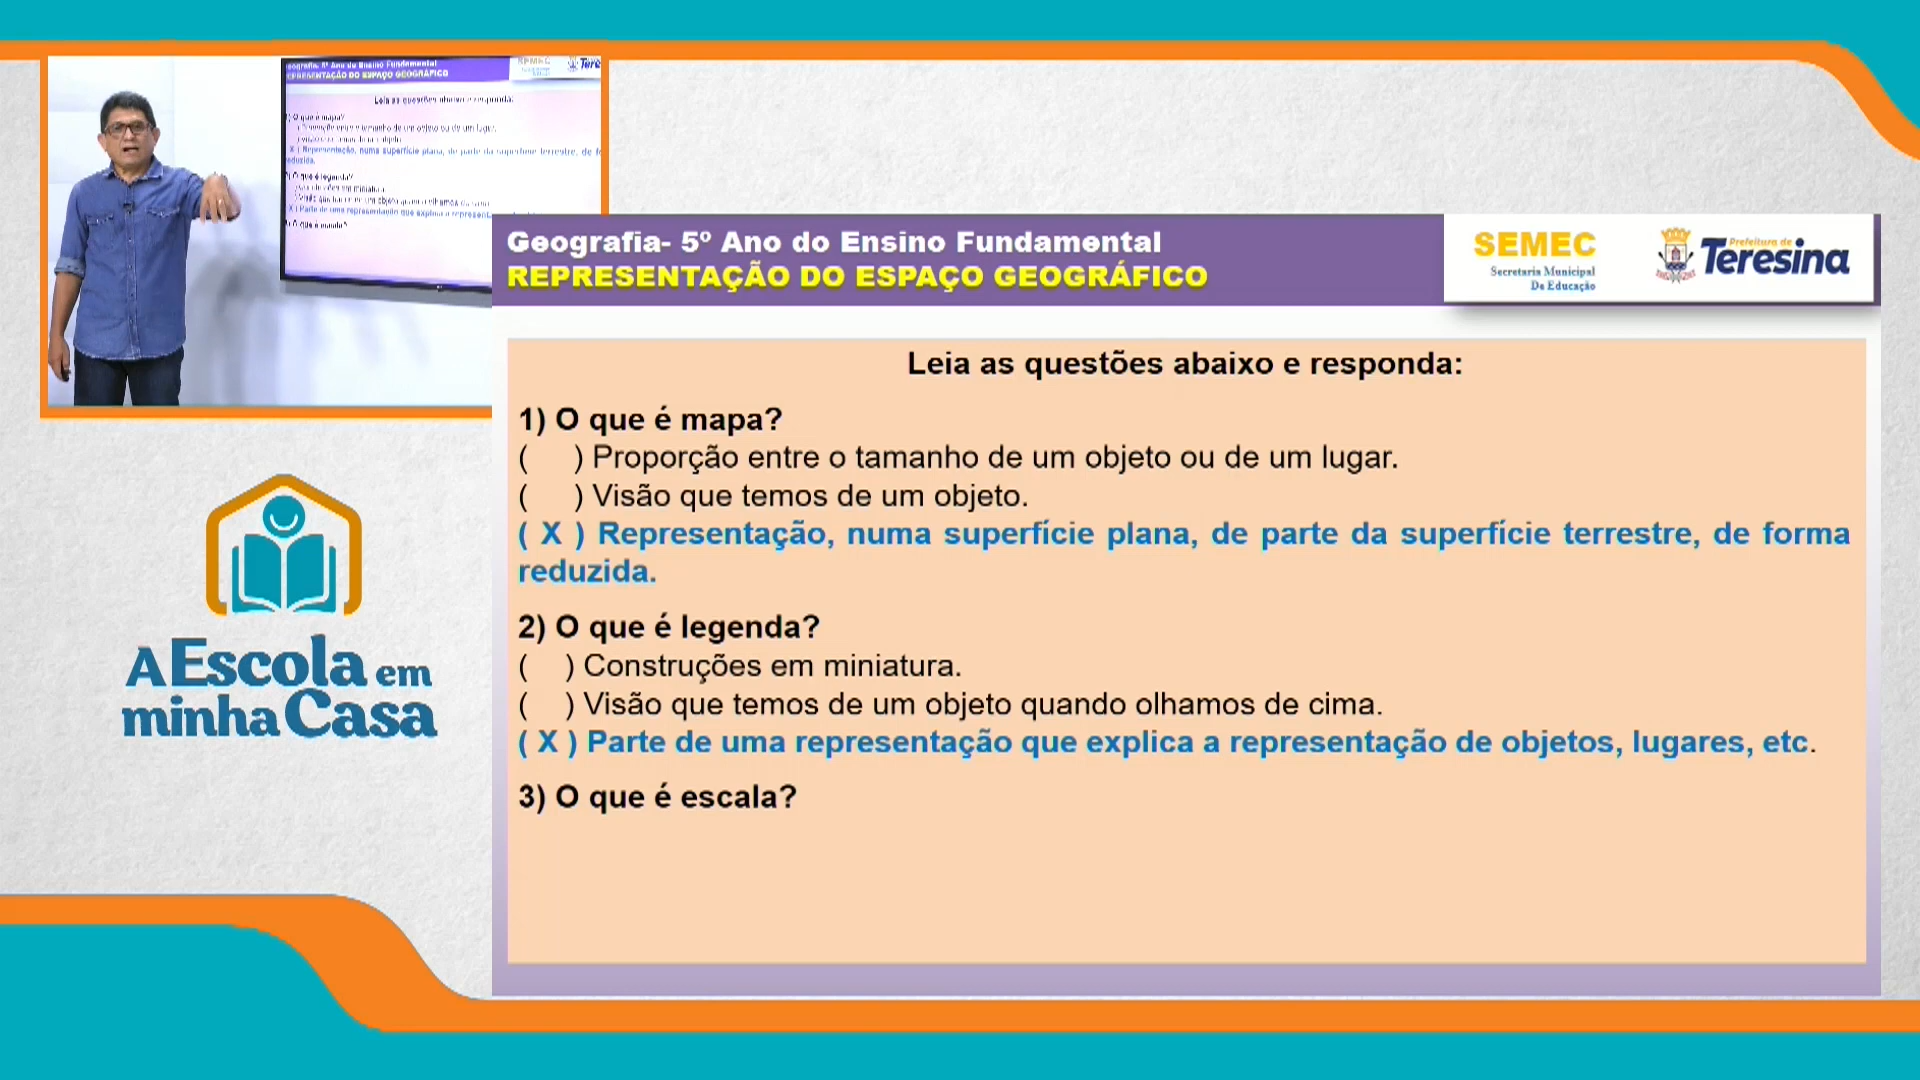 Geografia- 5º Ano do Ensino Fundamental
REPRESENTAÇÃO DO ESPAÇO GEOGRÁFICO
SEMEC
Secretaria Municipal
De Educação
Prefeitura de
Teresina
Leia as questões abaixo e responda:
1) O que é mapa?
( ) Proporção entre o tamanho de um objeto ou de um lugar.
( ) Visão que temos de um objeto.
( X ) Representação, numa superfície plana, de parte da superfície terrestre, de forma
reduzida.
2) O que é legenda?
( ) Construções em miniatura.
( ) Visão que temos de um objeto quando olhamos de cima.
( X ) Parte de uma representação que explica a representação de objetos, lugares, etc.
3) O que é escala?
A Escola em
minha Casa